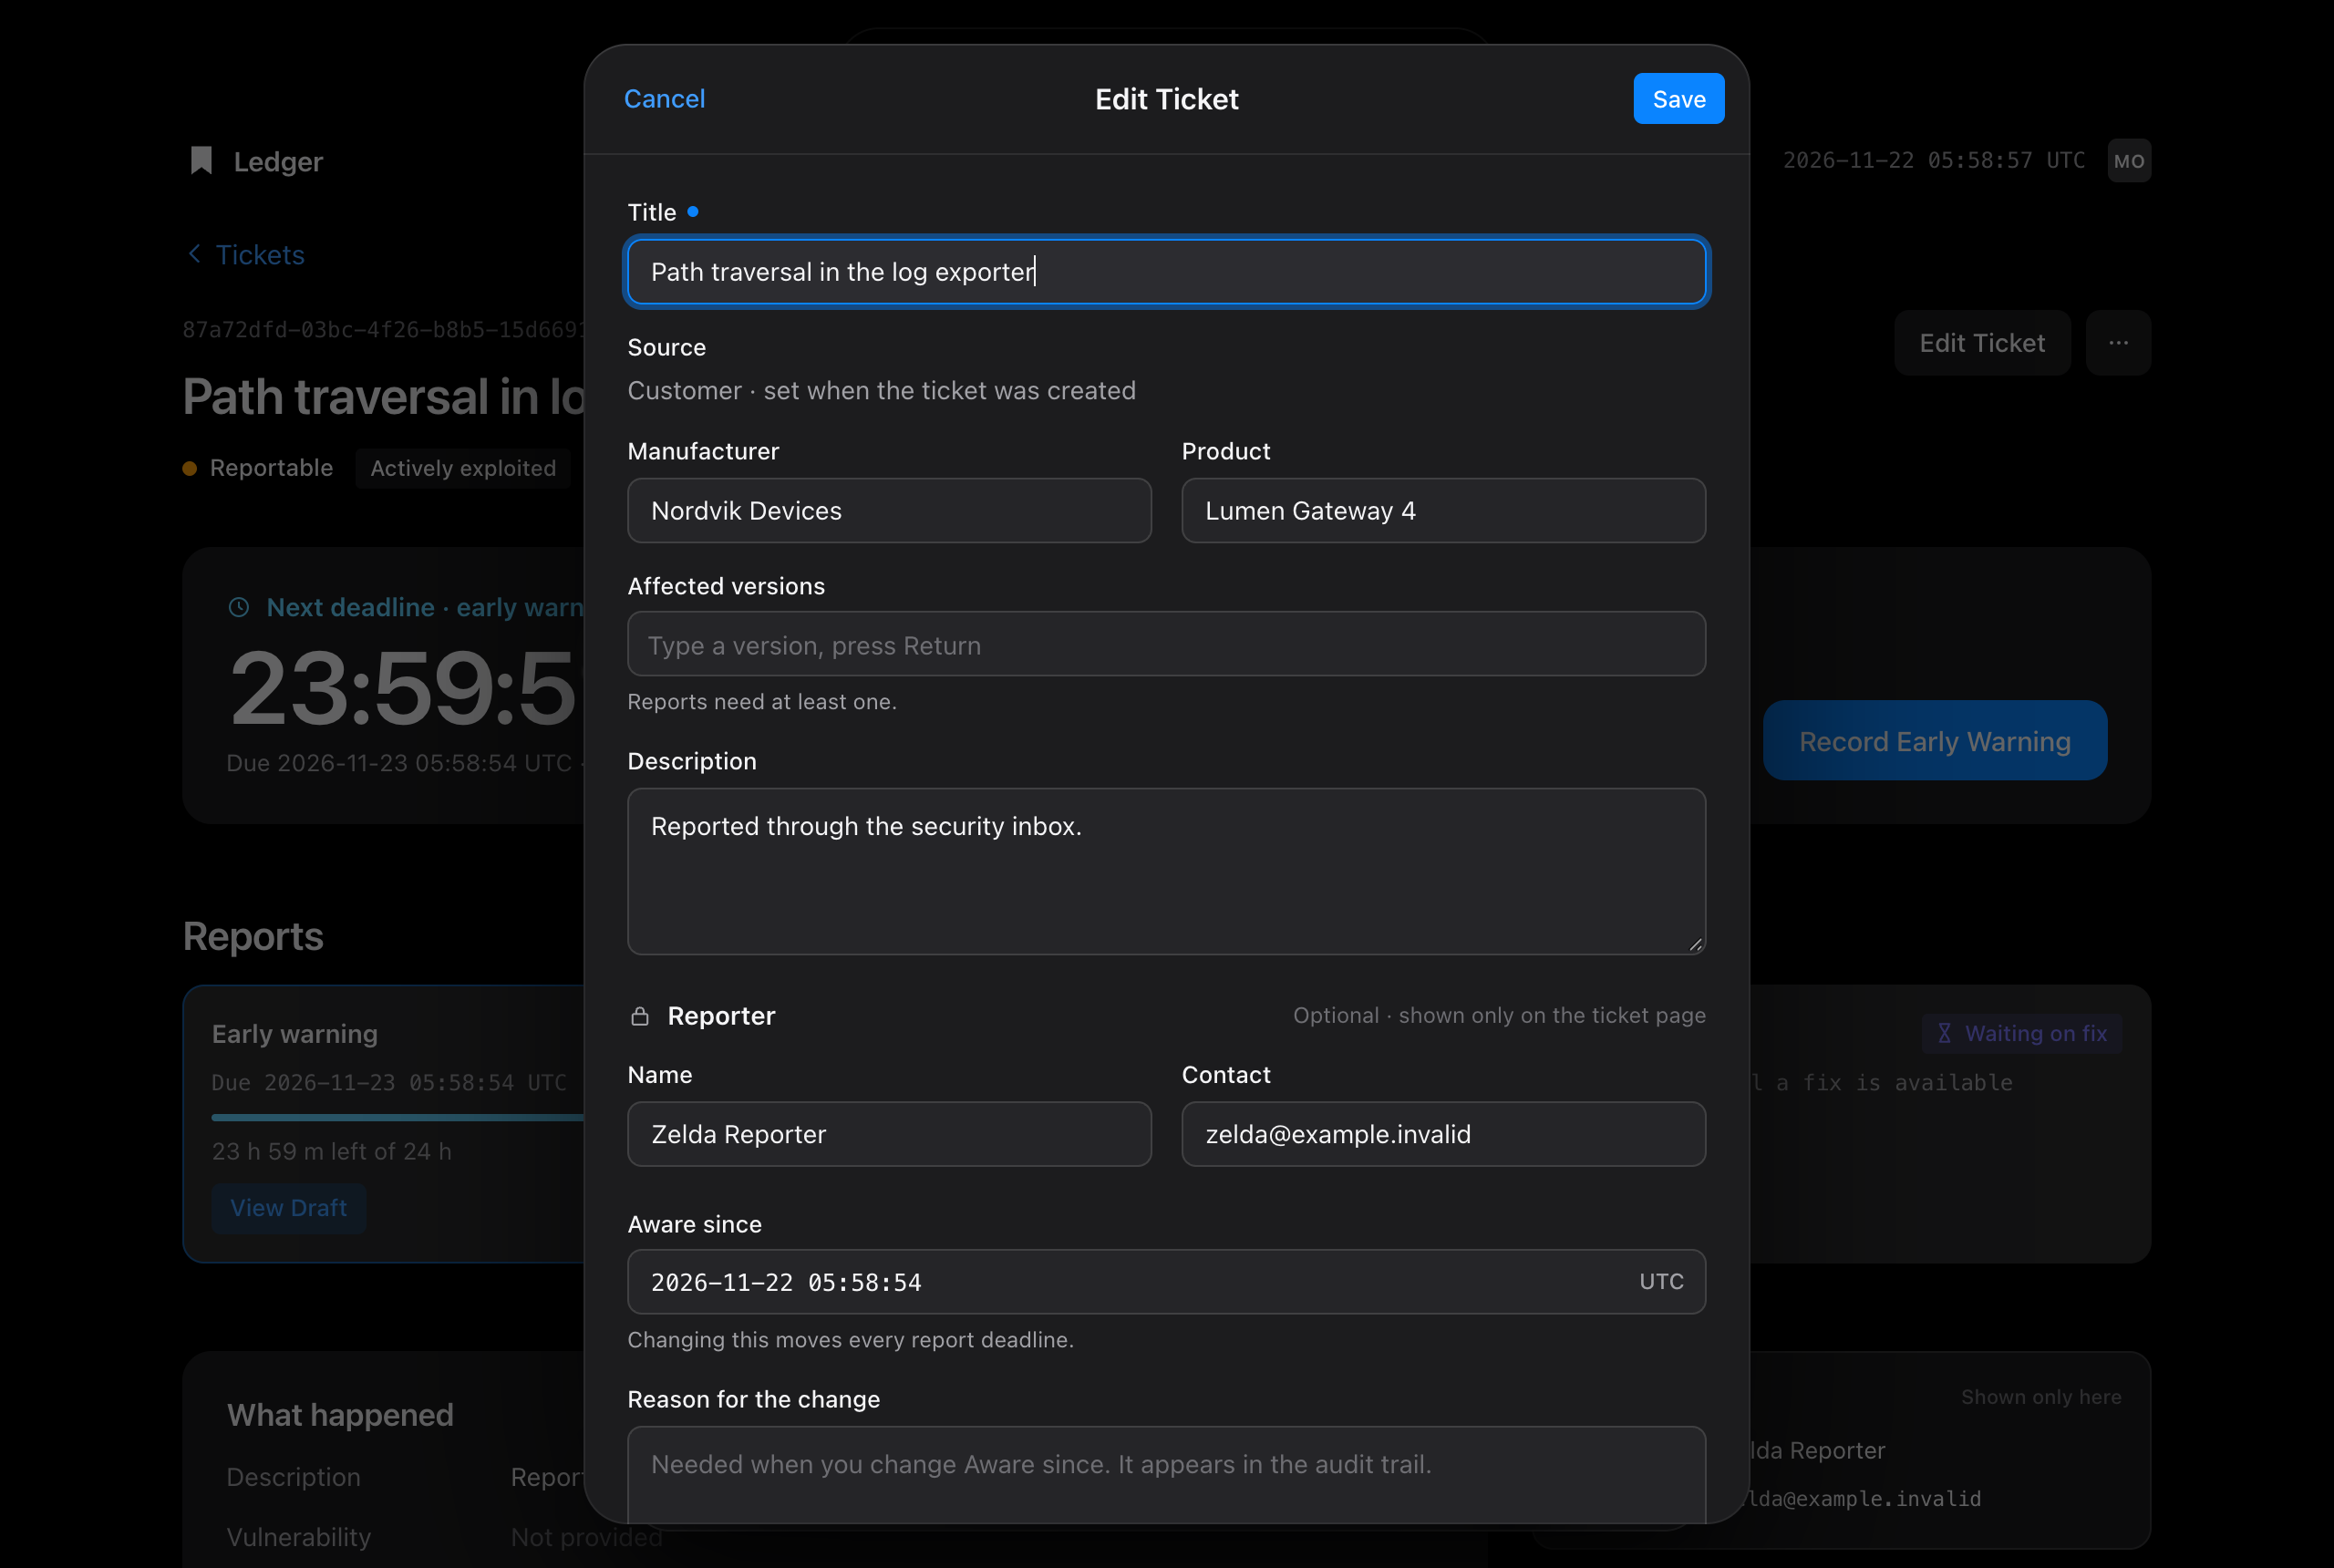 Cancel
Edit Ticket
Save
Ledger
2026-11-22 05:58:57 UTC
MO
Tickets
87a72dfd-03bc-4f26-b8b5-15d669
Edit Ticket
Path traversal in lo
Reportable
Actively exploited
Next deadline · early warn
23:59:5
Due 2026-11-23 05:58:54 UTC ·
Record Early Warning
Reports
Early warning
Due 2026-11-23 05:58:54 UTC
23 h 59 m left of 24 h
View Draft
Waiting on fix
l a fix is available
What happened
Description
Report
Vulnerability
Not provided
Shown only here
lda Reporter
lda@example.invalid
Title
Path traversal in the log exporter
Source
Customer · set when the ticket was created
Manufacturer
Product
Nordvik Devices
Lumen Gateway 4
Affected versions
Type a version, press Return
Reports need at least one.
Description
Reported through the security inbox.
Reporter
Optional · shown only on the ticket page
Name
Contact
Zelda Reporter
zelda@example.invalid
Aware since
2026-11-22 05:58:54
UTC
Changing this moves every report deadline.
Reason for the change
Needed when you change Aware since. It appears in the audit trail.